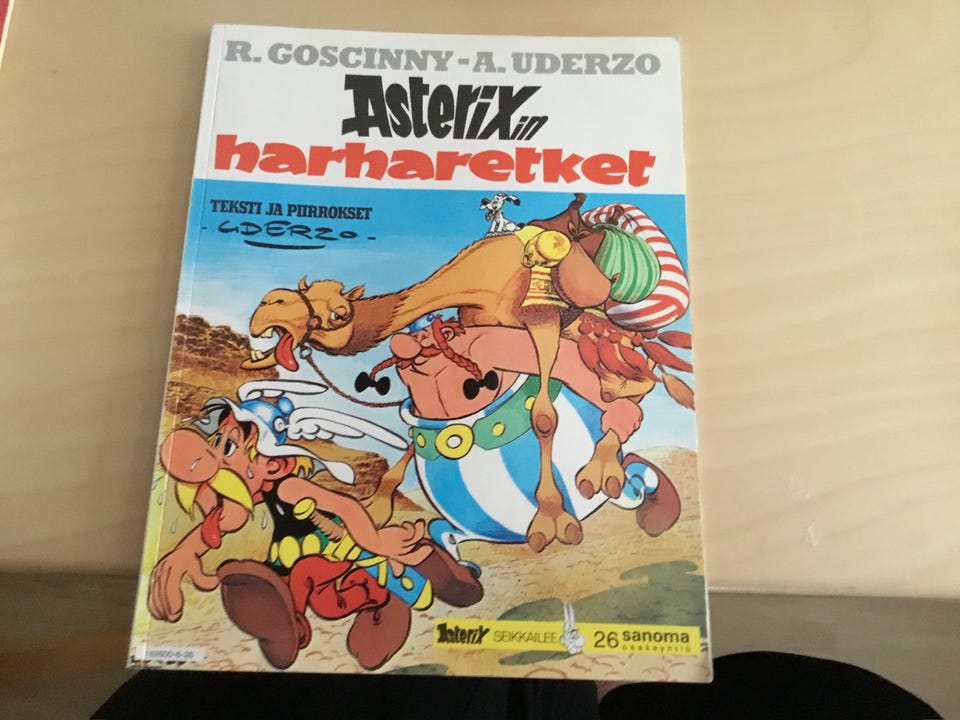 R. GOSCINNY-A. UDERZO
Asterixin
harharetket
TEKSTI JA PIIRROKSET
·UDERZO·
Asterix SEIKKAILEE 26 sanoma
osakeyhtiö